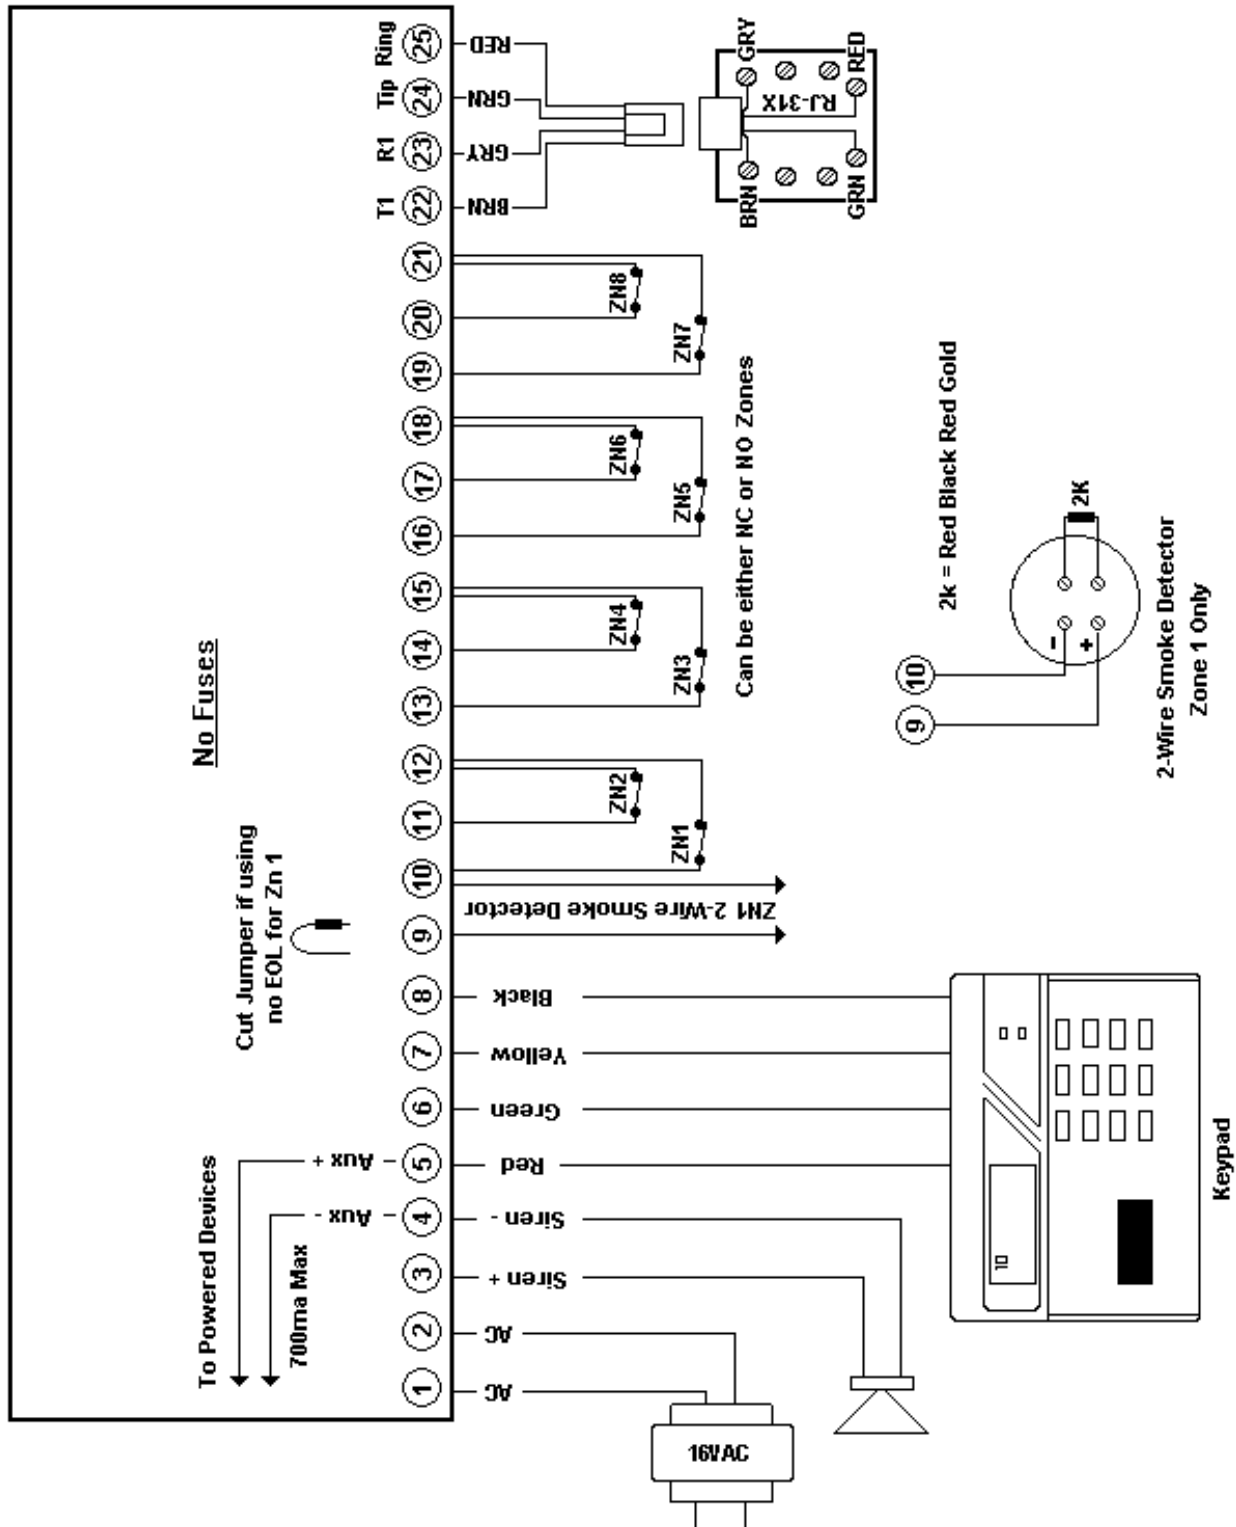 No Fuses
Cut Jumper if using
no EOL for Zn 1
To Powered Devices
700ma Max
Aux -
Aux +
1
2
3
4
5
6
7
8
9
10
11
12
13
14
15
16
17
18
19
20
21
22
23
24
25
T1
R1
Tip
Ring
AC
AC
Siren +
Siren -
Red
Green
Yellow
Black
ZN1 2-Wire Smoke Detector
BRN
GRY
GRN
RED
ZN2
ZN4
ZN6
ZN8
ZN1
ZN3
ZN5
ZN7
Can be either NC or NO Zones
BRN
GRY
RJ-31X
GRN
RED
16VAC
10
Keypad
9
10
-
+
2K
2k = Red Black Red Gold
2-Wire Smoke Detector
Zone 1 Only